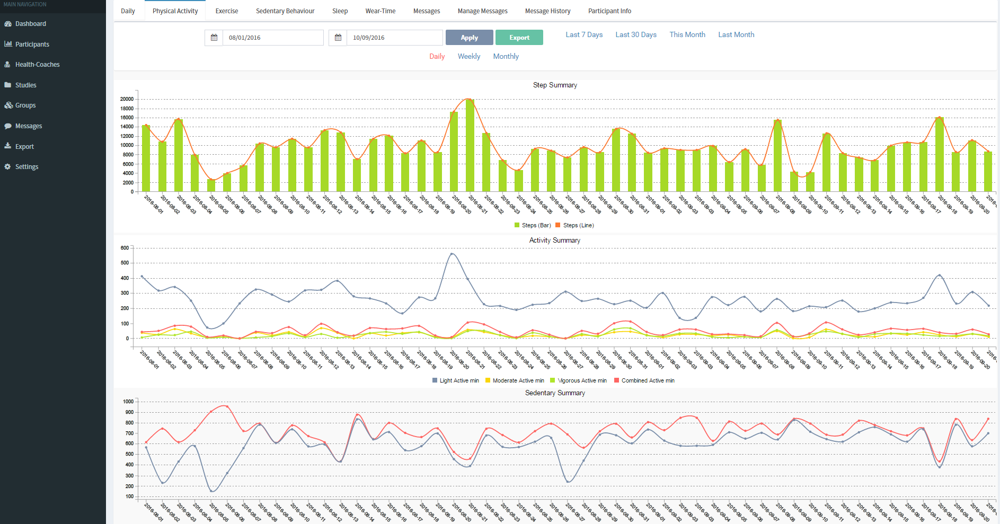 MAIN NAVIGATION
Dashboard
Participants
Health-Coaches
Studies
Groups
Messages
Export
Settings
Daily Physical Activity Exercise Sedentary Behaviour Sleep Wear-Time Messages Manage Messages Message History Participant Info
08/01/2016 10/09/2016 Apply Export Last 7 Days Last 30 Days This Month Last Month
Daily Weekly Monthly
Step Summary
20000
18000
16000
14000
12000
10000
8000
6000
4000
2000
0
2016-08-01 2016-08-02 2016-08-03 2016-08-04 2016-08-05 2016-08-06 2016-08-07 2016-08-08 2016-08-09 2016-08-10 2016-08-11 2016-08-12 2016-08-13 2016-08-14 2016-08-15 2016-08-16 2016-08-17 2016-08-18 2016-08-19 2016-08-20 2016-08-21 2016-08-22 2016-08-23 2016-08-24 2016-08-25 2016-08-26 2016-08-27 2016-08-28 2016-08-29 2016-08-30 2016-08-31 2016-09-01 2016-09-02 2016-09-03 2016-09-03 2016-09-04 2016-09-05 2016-09-06 2016-09-07 2016-09-08 2016-09-09 2016-09-10 2016-09-11 2016-09-12 2016-09-13 2016-09-14 2016-09-15 2016-09-16 2016-09-17 2016-09-18 2016-09-19 2016-09-20
Steps (Bar) Steps (Line)
Activity Summary
600
500
400
300
200
100
0
2016-08-01 2016-08-02 2016-08-03 2016-08-04 2016-08-05 2016-08-06 2016-08-07 2016-08-08 2016-08-09 2016-08-10 2016-08-11 2016-08-12 2016-08-13 2016-08-14 2016-08-15 2016-08-16 2016-08-17 2016-08-18 2016-08-19 2016-08-20 2016-08-21 2016-08-22 2016-08-23 2016-08-24 2016-08-25 2016-08-26 2016-08-27 2016-08-28 2016-08-29 2016-08-30 2016-08-31 2016-09-01 2016-09-02 2016-09-03 2016-09-03 2016-09-04 2016-09-05 2016-09-06 2016-09-07 2016-09-08 2016-09-09 2016-09-10 2016-09-11 2016-09-12 2016-09-13 2016-09-14 2016-09-15 2016-09-16 2016-09-17 2016-09-18 2016-09-19 2016-09-20
Light Active min Moderate Active min Vigorous Active min Combined Active min
Sedentary Summary
1000
900
800
700
600
500
400
300
200
100
2016-08-01 2016-08-02 2016-08-03 2016-08-04 2016-08-05 2016-08-06 2016-08-07 2016-08-08 2016-08-09 2016-08-10 2016-08-11 2016-08-12 2016-08-13 2016-08-14 2016-08-15 2016-08-16 2016-08-17 2016-08-18 2016-08-19 2016-08-20 2016-08-21 2016-08-22 2016-08-23 2016-08-24 2016-08-25 2016-08-26 2016-08-27 2016-08-28 2016-08-29 2016-08-30 2016-08-31 2016-09-01 2016-09-02 2016-09-03 2016-09-03 2016-09-04 2016-09-05 2016-09-06 2016-09-07 2016-09-08 2016-09-09 2016-09-10 2016-09-11 2016-09-12 2016-09-13 2016-09-14 2016-09-15 2016-09-16 2016-09-17 2016-09-18 2016-09-19 2016-09-20